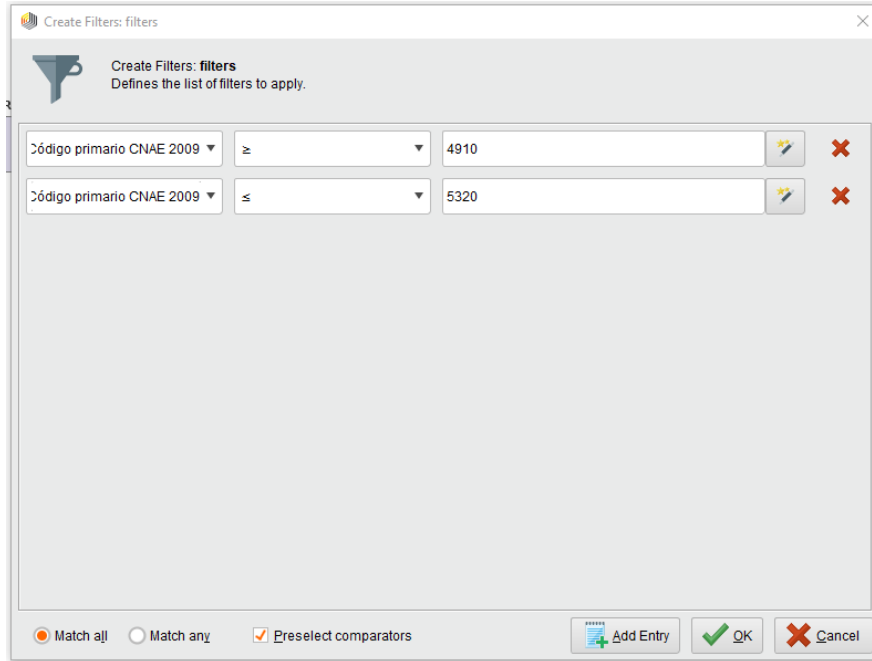 Create Filters: filters
Create Filters: filters
Defines the list of filters to apply.
R
Código primario CNAE 2009 ≥ 4910
Código primario CNAE 2009 ≤ 5320
Match all Match any Preselect comparators Add Entry OK Cancel